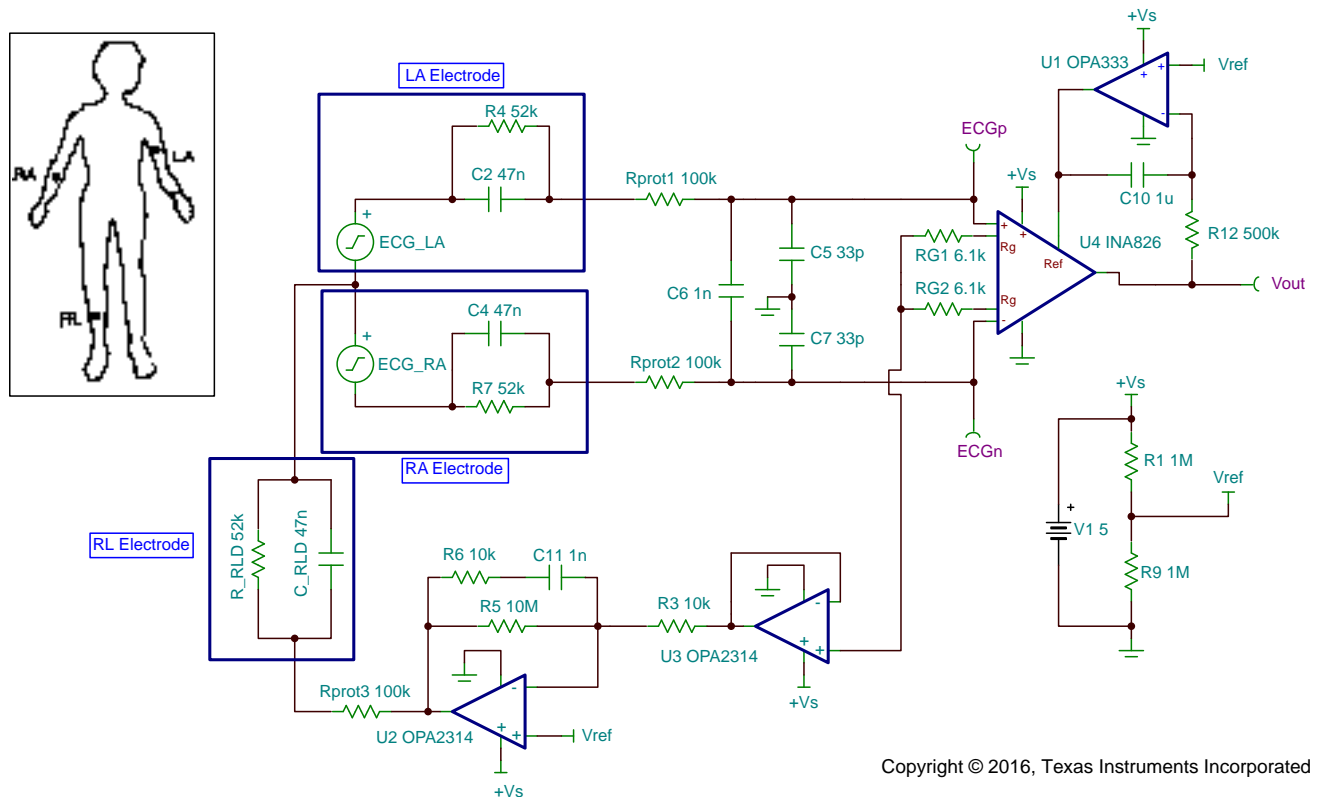 +Vs
U1 OPA333
+
+
-
Vref
LA Electrode
R4 52k
C2 47n
+
ECG_LA
RA
LA
RL
Rprot1 100k
ECGp
+Vs
C10 1u
R12 500k
+
+
Rg
Ref
Rg
-
U4 INA826
Vout
C5 33p
RG1 6.1k
RG2 6.1k
C6 1n
C7 33p
+
ECG_RA
C4 47n
R7 52k
Rprot2 100k
RA Electrode
ECGn
+Vs
R1 1M
Vref
+
V1 5
R9 1M
RL Electrode
R_RLD 52k
C_RLD 47n
R6 10k
C11 1n
R5 10M
R3 10k
-
+
+
U3 OPA2314
+Vs
Rprot3 100k
-
+
+
U2 OPA2314
Vref
+Vs
Copyright © 2016, Texas Instruments Incorporated